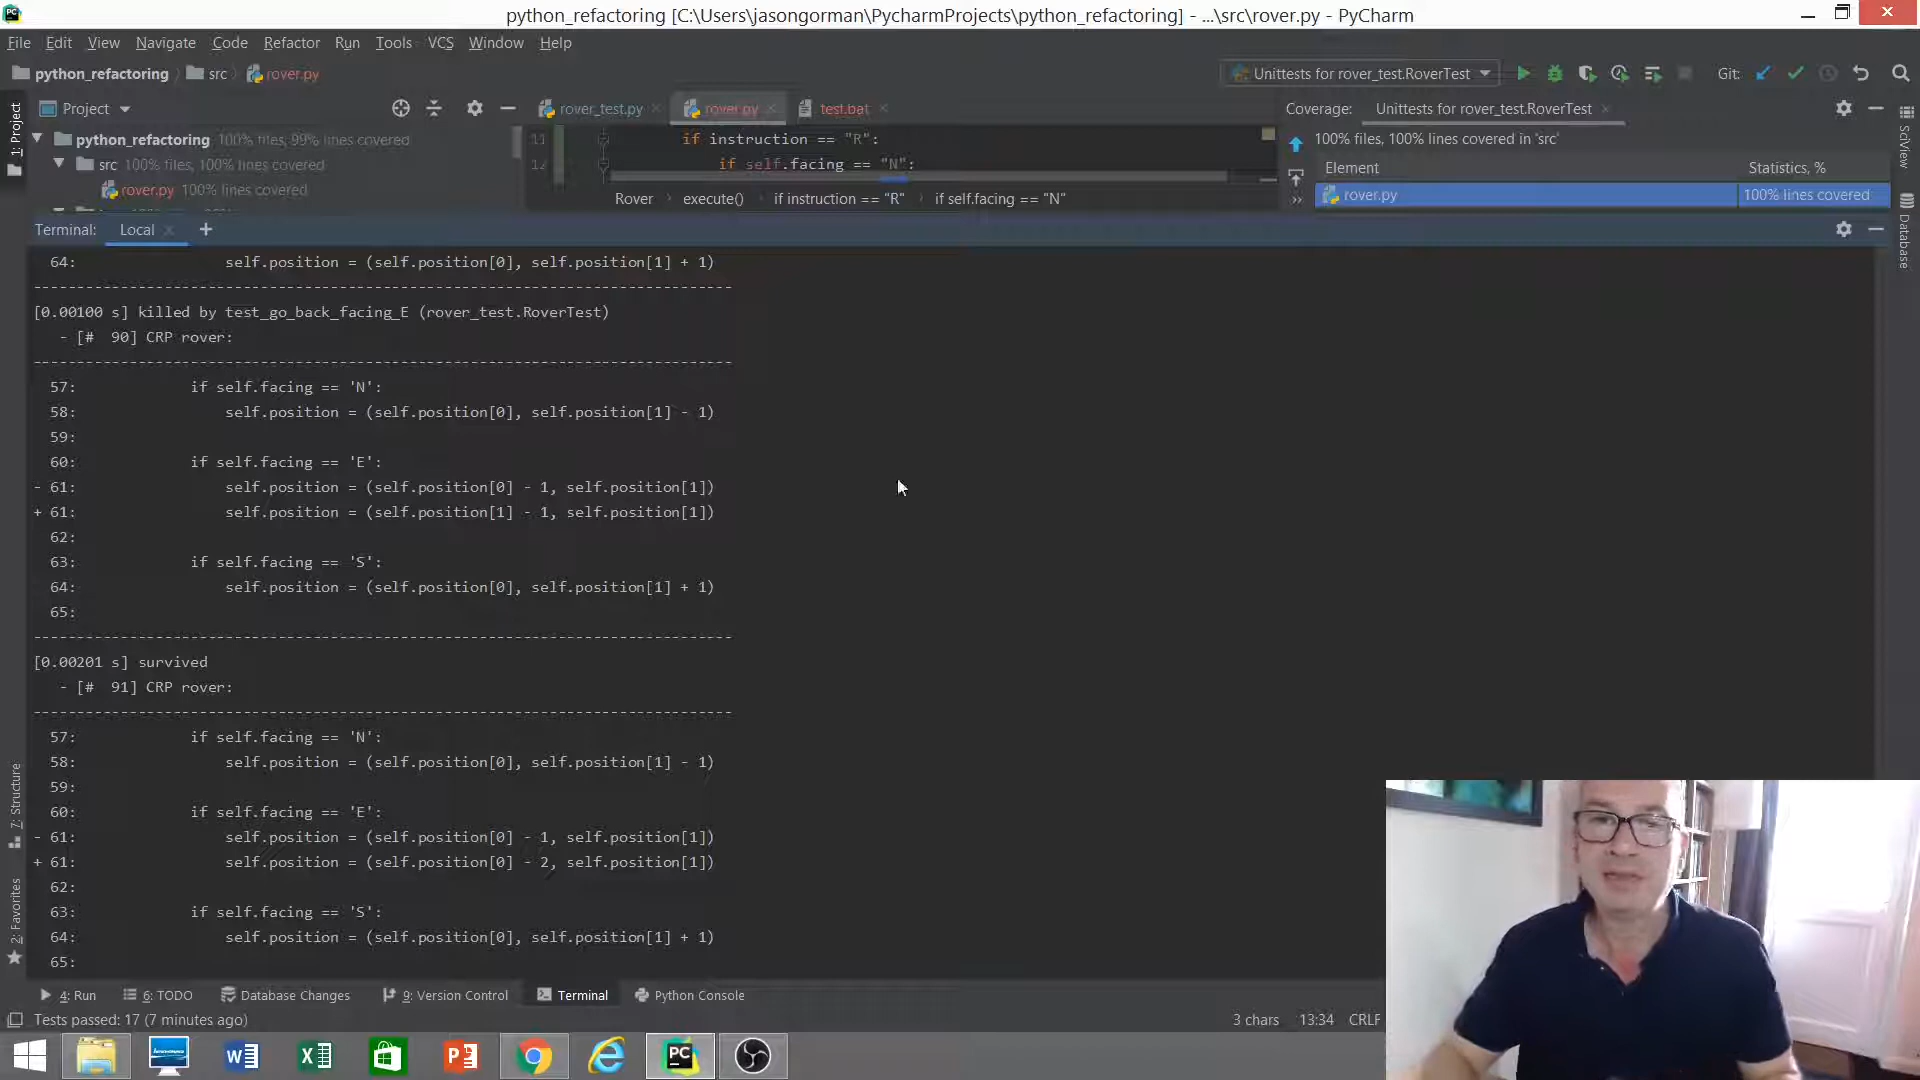 python_refactoring [C:\Users\jasongorman\PycharmProjects\python_refactoring] - ...\src\rover.py - PyCharm
File Edit View Navigate Code Refactor Run Tools VCS Window Help
python_refactoring src rover.py Unittests for rover_test.RoverTest Git:
Project rover_test.py rover.py test.bat Coverage: Unittests for rover_test.RoverTest
python_refactoring 100% files, 99% lines covered
src 100% files, 100% lines covered
rover.py 100% lines covered
11 if instruction == "R":
12 if self.facing == "N":
Rover execute() if instruction == "R" if self.facing == "N"
100% files, 100% lines covered in 'src'
Element Statistics, %
rover.py 100% lines covered
1: Project
7: Structure
2: Favorites
SciView
Database
Terminal: Local
64: self.position = (self.position[0], self.position[1] + 1)
--------------------------------------------------------------------------------
[0.00100 s] killed by test_go_back_facing_E (rover_test.RoverTest)
- [# 90] CRP rover:
--------------------------------------------------------------------------------
57: if self.facing == 'N':
58: self.position = (self.position[0], self.position[1] - 1)
59:
60: if self.facing == 'E':
- 61: self.position = (self.position[0] - 1, self.position[1])
+ 61: self.position = (self.position[1] - 1, self.position[1])
62:
63: if self.facing == 'S':
64: self.position = (self.position[0], self.position[1] + 1)
65:
--------------------------------------------------------------------------------
[0.00201 s] survived
- [# 91] CRP rover:
--------------------------------------------------------------------------------
57: if self.facing == 'N':
58: self.position = (self.position[0], self.position[1] - 1)
59:
60: if self.facing == 'E':
- 61: self.position = (self.position[0] - 1, self.position[1])
+ 61: self.position = (self.position[0] - 2, self.position[1])
62:
63: if self.facing == 'S':
64: self.position = (self.position[0], self.position[1] + 1)
65:
4: Run 6: TODO Database Changes 9: Version Control Terminal Python Console
Tests passed: 17 (7 minutes ago) 3 chars 13:34 CRLF